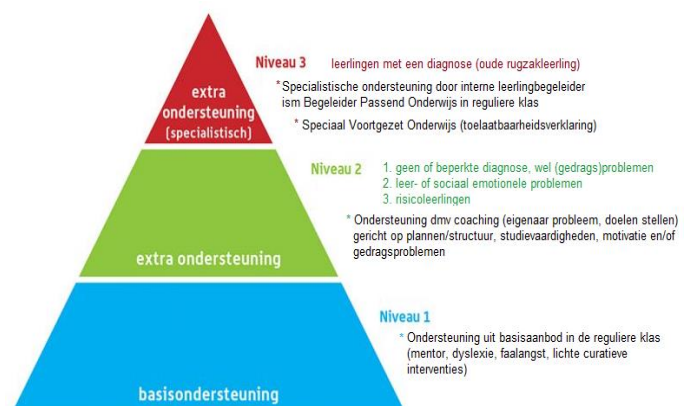 Niveau 3 leerlingen met een diagnose (oude rugzakleerling)
extra
ondersteuning
(specialistisch)
*Specialistische ondersteuning door interne leerlingbegeleider
ism Begeleider Passend Onderwijs in reguliere klas
* Speciaal Voortgezet Onderwijs (toelaatbaarheidsverklaring)
Niveau 2
1. geen of beperkte diagnose, wel (gedrags)problemen
2. leer- of sociaal emotionele problemen
3. risicoleerlingen
* Ondersteuning dmv coaching (eigenaar probleem, doelen stellen)
gericht op plannen/structuur, studievaardigheden, motivatie en/of
gedragsproblemen
extra ondersteuning
Niveau 1
* Ondersteuning uit basisaanbod in de reguliere klas
(mentor, dyslexie, faalangst, lichte curatieve
interventies)
basisondersteuning